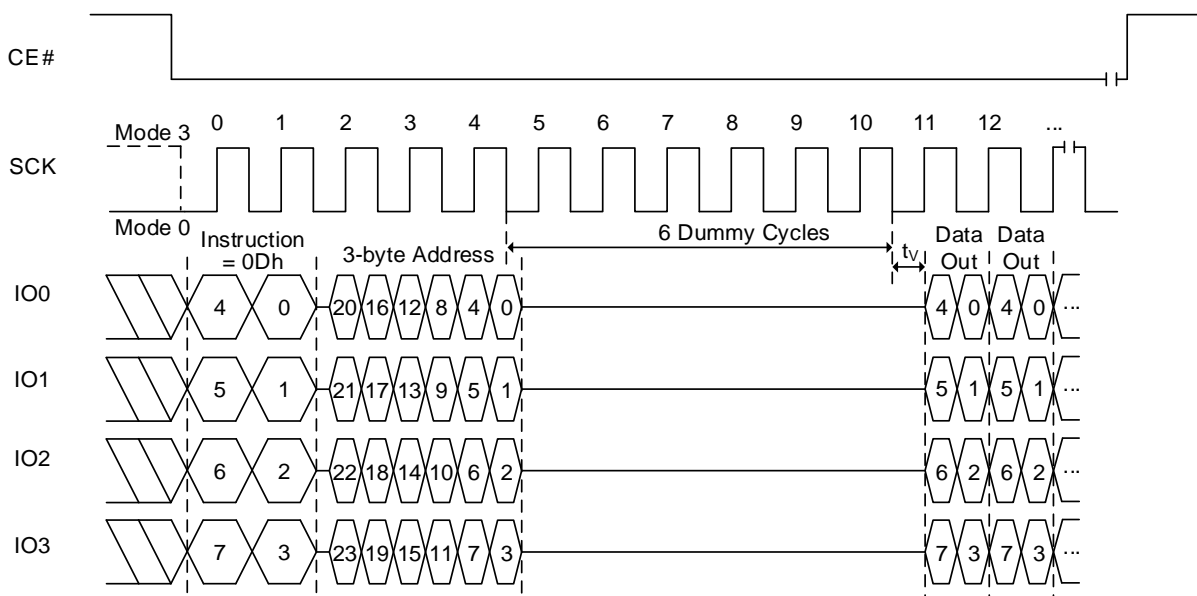 CE#
0 1 2 3 4 5 6 7 8 9 10 11 12 ...
Mode 3
SCK
Mode 0
Instruction
= 0Dh
3-byte Address
6 Dummy Cycles
tV
Data
Out
Data
Out
IO0 4 0 20 16 12 8 4 0 4 0 4 0 ...
IO1 5 1 21 17 13 9 5 1 5 1 5 1 ...
IO2 6 2 22 18 14 10 6 2 6 2 6 2 ...
IO3 7 3 23 19 15 11 7 3 7 3 7 3 ...